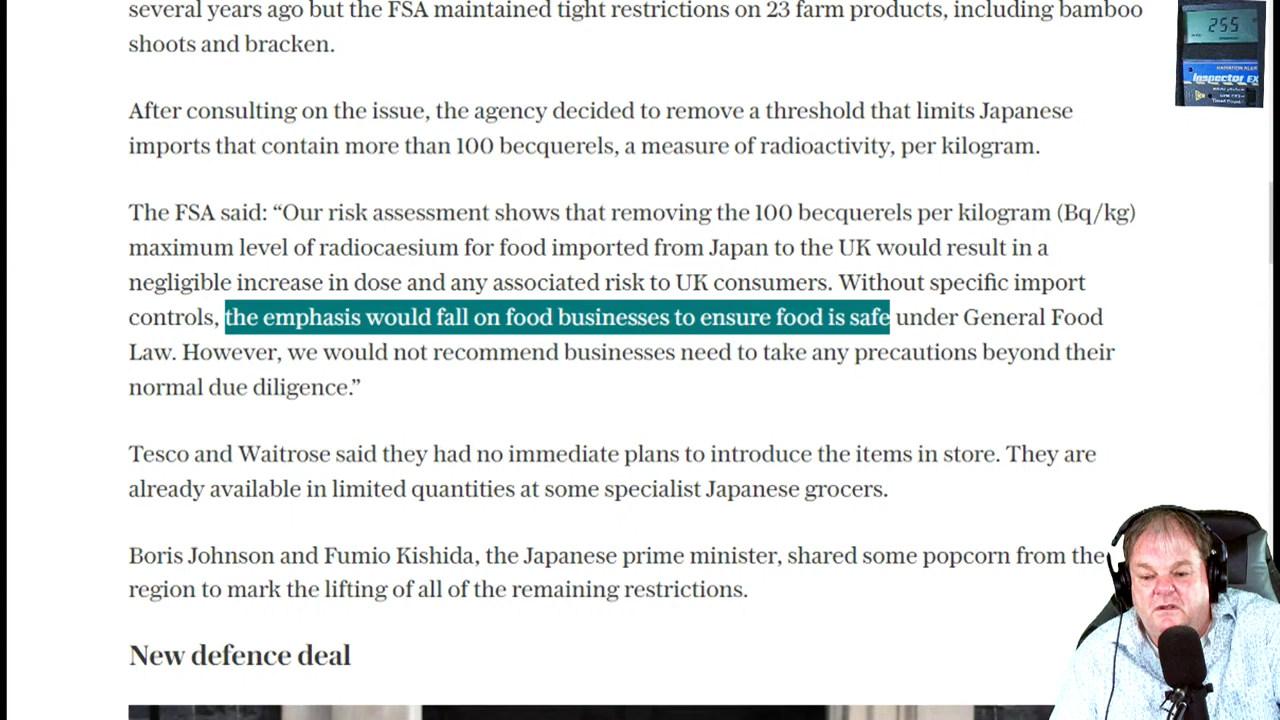 several years ago but the FSA maintained tight restrictions on 23 farm products, including bamboo
shoots and bracken.
255
RADIATION ALERT
Inspector EX
After consulting on the issue, the agency decided to remove a threshold that limits Japanese
imports that contain more than 100 becquerels, a measure of radioactivity, per kilogram.
The FSA said: “Our risk assessment shows that removing the 100 becquerels per kilogram (Bq/kg)
maximum level of radiocaesium for food imported from Japan to the UK would result in a
negligible increase in dose and any associated risk to UK consumers. Without specific import
controls, the emphasis would fall on food businesses to ensure food is safe under General Food
Law. However, we would not recommend businesses need to take any precautions beyond their
normal due diligence.”
Tesco and Waitrose said they had no immediate plans to introduce the items in store. They are
already available in limited quantities at some specialist Japanese grocers.
Boris Johnson and Fumio Kishida, the Japanese prime minister, shared some popcorn from the
region to mark the lifting of all of the remaining restrictions.
New defence deal